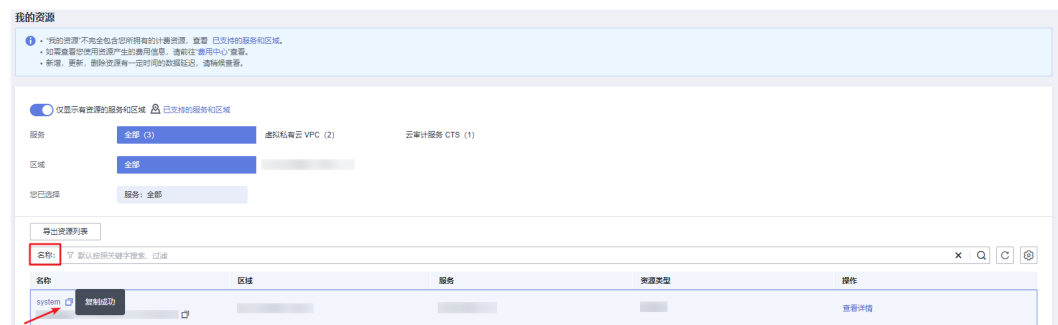 我的资源
• “我的资源”不完全包含您所拥有的计费资源，查看 已支持的服务和区域。
• 如需查看您使用资源产生的费用信息，请前往“费用中心”查看。
• 新增、更新、删除资源有一定时间的数据延迟，请稍候查看。
仅显示有资源的服务和区域 已支持的服务和区域
服务 全部（3） 虚拟私有云 VPC（2） 云审计服务 CTS（1）
区域 全部
您已选择 服务：全部
导出资源列表
名称： 默认按照关键字搜索、过滤
名称 区域 服务 资源类型 操作
system 复制成功 查看详情